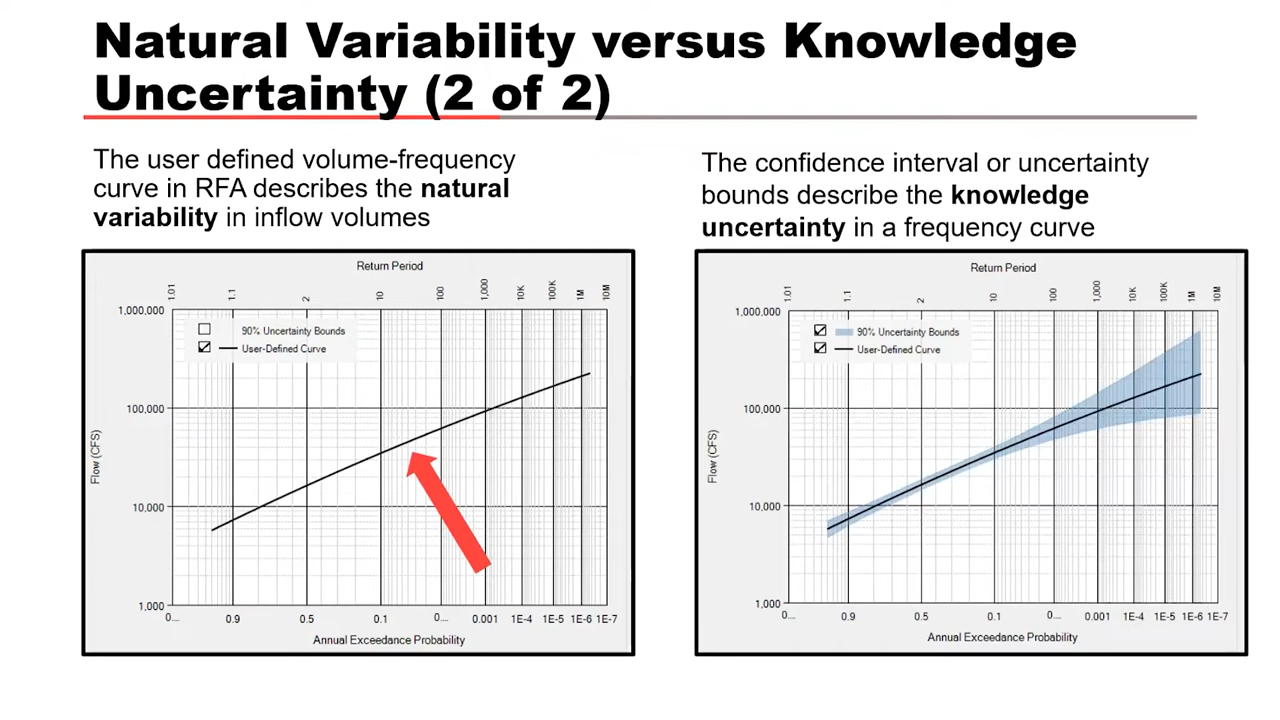 Natural Variability versus Knowledge
Uncertainty (2 of 2)
The user defined volume-frequency
curve in RFA describes the natural
variability in inflow volumes
Return Period
1.01 1.1 2 10 100 1,000 10K 100K 1M 10M
1,000,000
90% Uncertainty Bounds
User-Defined Curve
100,000
Flow (CFS)
10,000
1,000
0... 0.9 0.5 0.1 0... 0.001 1E-4 1E-5 1E-6 1E-7
Annual Exceedance Probability
The confidence interval or uncertainty
bounds describe the knowledge
uncertainty in a frequency curve
Return Period
1.01 1.1 2 10 100 1,000 10K 100K 1M 10M
1,000,000
90% Uncertainty Bounds
User-Defined Curve
100,000
Flow (CFS)
10,000
1,000
0... 0.9 0.5 0.1 0... 0.001 1E-4 1E-5 1E-6 1E-7
Annual Exceedance Probability